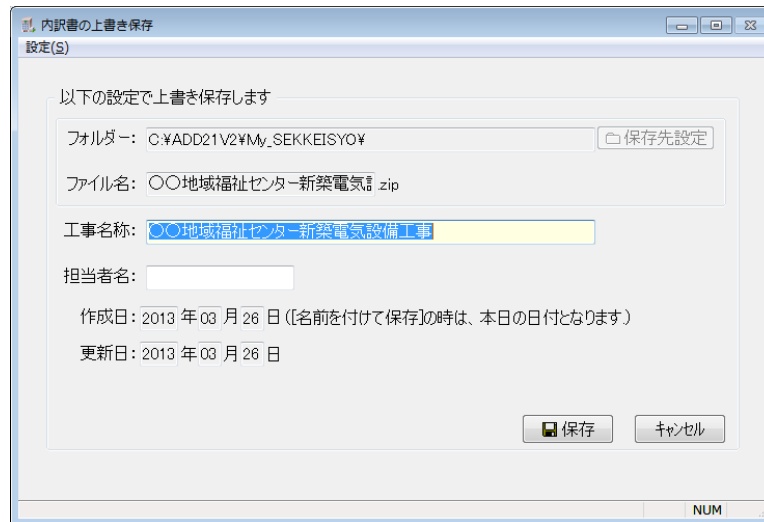 内訳書の上書き保存
設定(S)
以下の設定で上書き保存します
フォルダー: C:¥ADD21V2¥My_SEKKEISYO¥ 保存先設定
ファイル名: 〇〇地域福祉センター新築電気 .zip
工事名称: 〇〇地域福祉センター新築電気設備工事
担当者名:
作成日: 2013 年 03 月 26 日 ([名前を付けて保存]の時は、本日の日付となります)
更新日: 2013 年 03 月 26 日
保存 キャンセル
NUM